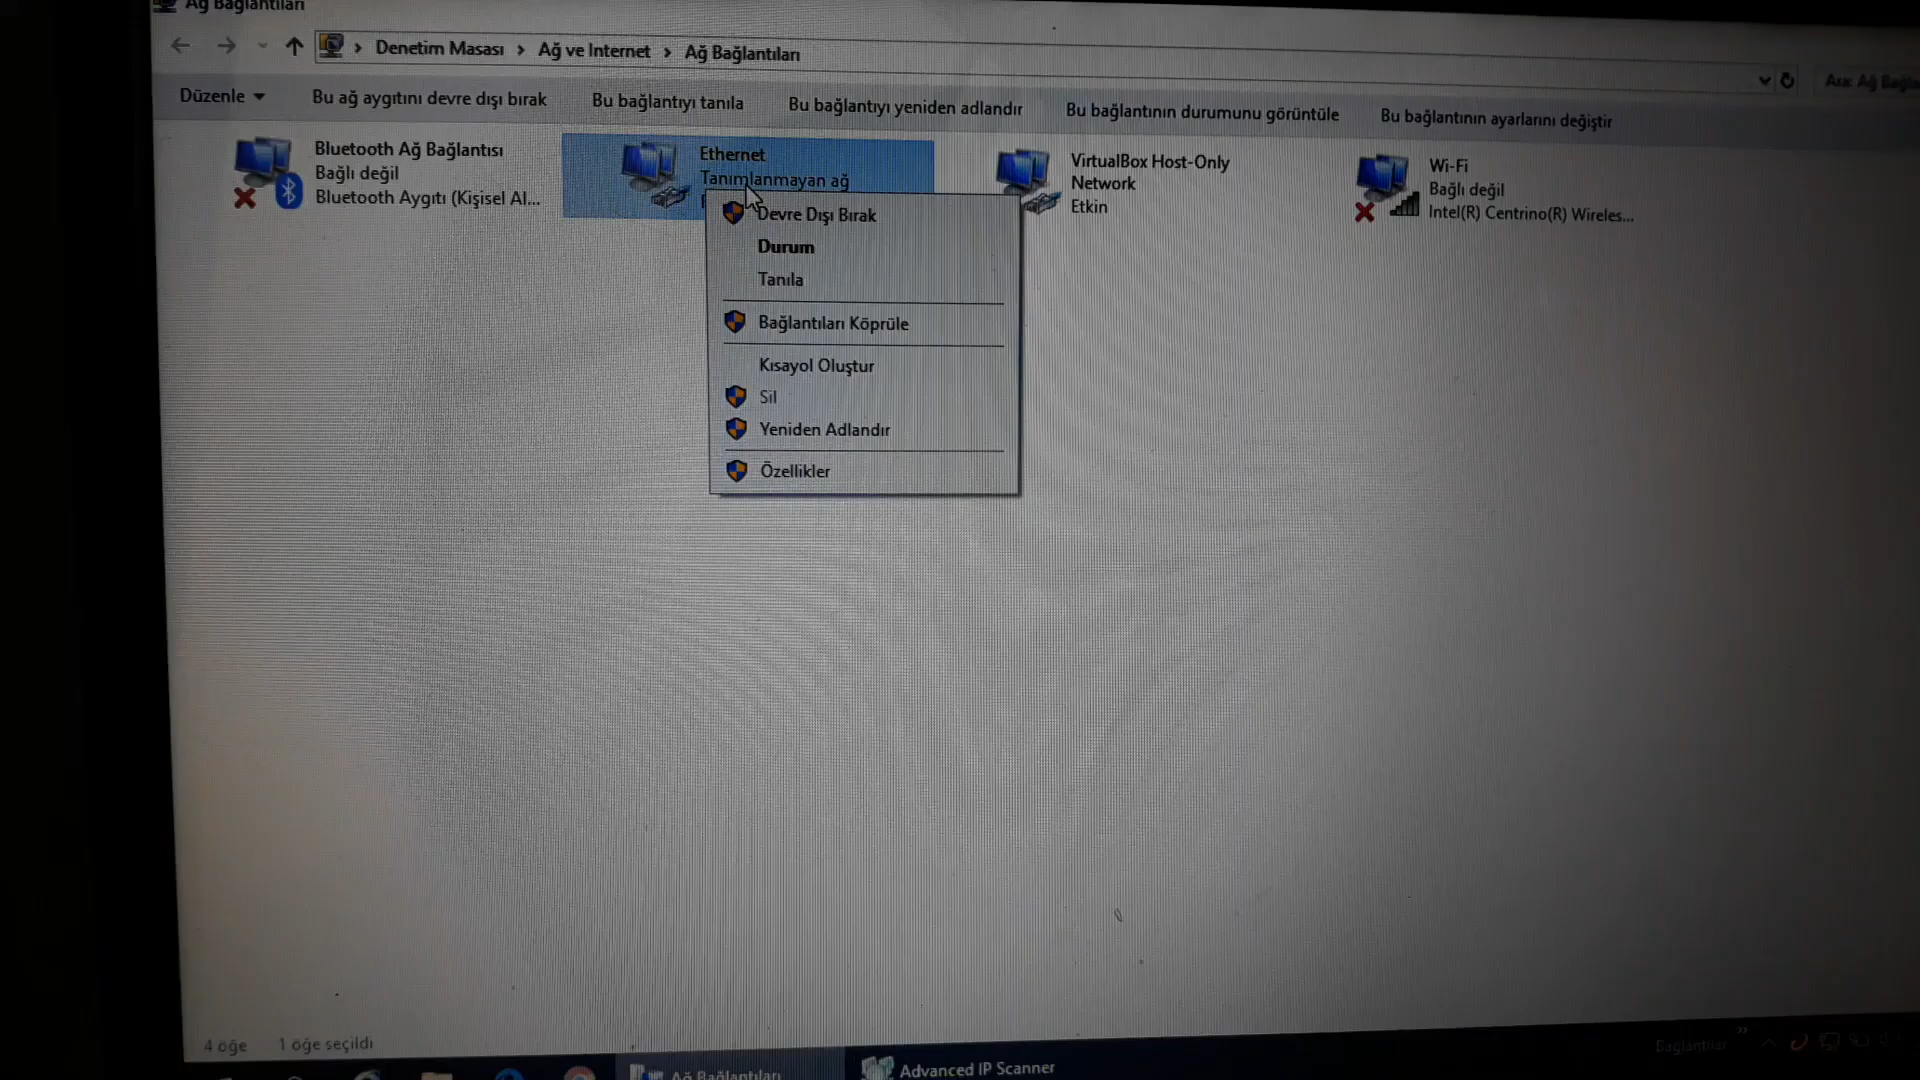 Ağ Bağlantıları
Denetim Masası > Ağ ve Internet > Ağ Bağlantıları
Ara: Ağ Bağla
Düzenle
Bu ağ aygıtını devre dışı bırak
Bu bağlantıyı tanıla
Bu bağlantıyı yeniden adlandır
Bu bağlantının durumunu görüntüle
Bu bağlantının ayarlarını değiştir
Bluetooth Ağ Bağlantısı
Bağlı değil
Bluetooth Aygıtı (Kişisel Al...
Ethernet
Tanımlanmayan ağ
VirtualBox Host-Only
Network
Etkin
Wi-Fi
Bağlı değil
Intel(R) Centrino(R) Wireles...
Devre Dışı Bırak
Durum
Tanıla
Bağlantıları Köprüle
Kısayol Oluştur
Sil
Yeniden Adlandır
Özellikler
4 öğe
1 öğe seçildi
Bağlantılar
Ağ Bağlantıları
Advanced IP Scanner